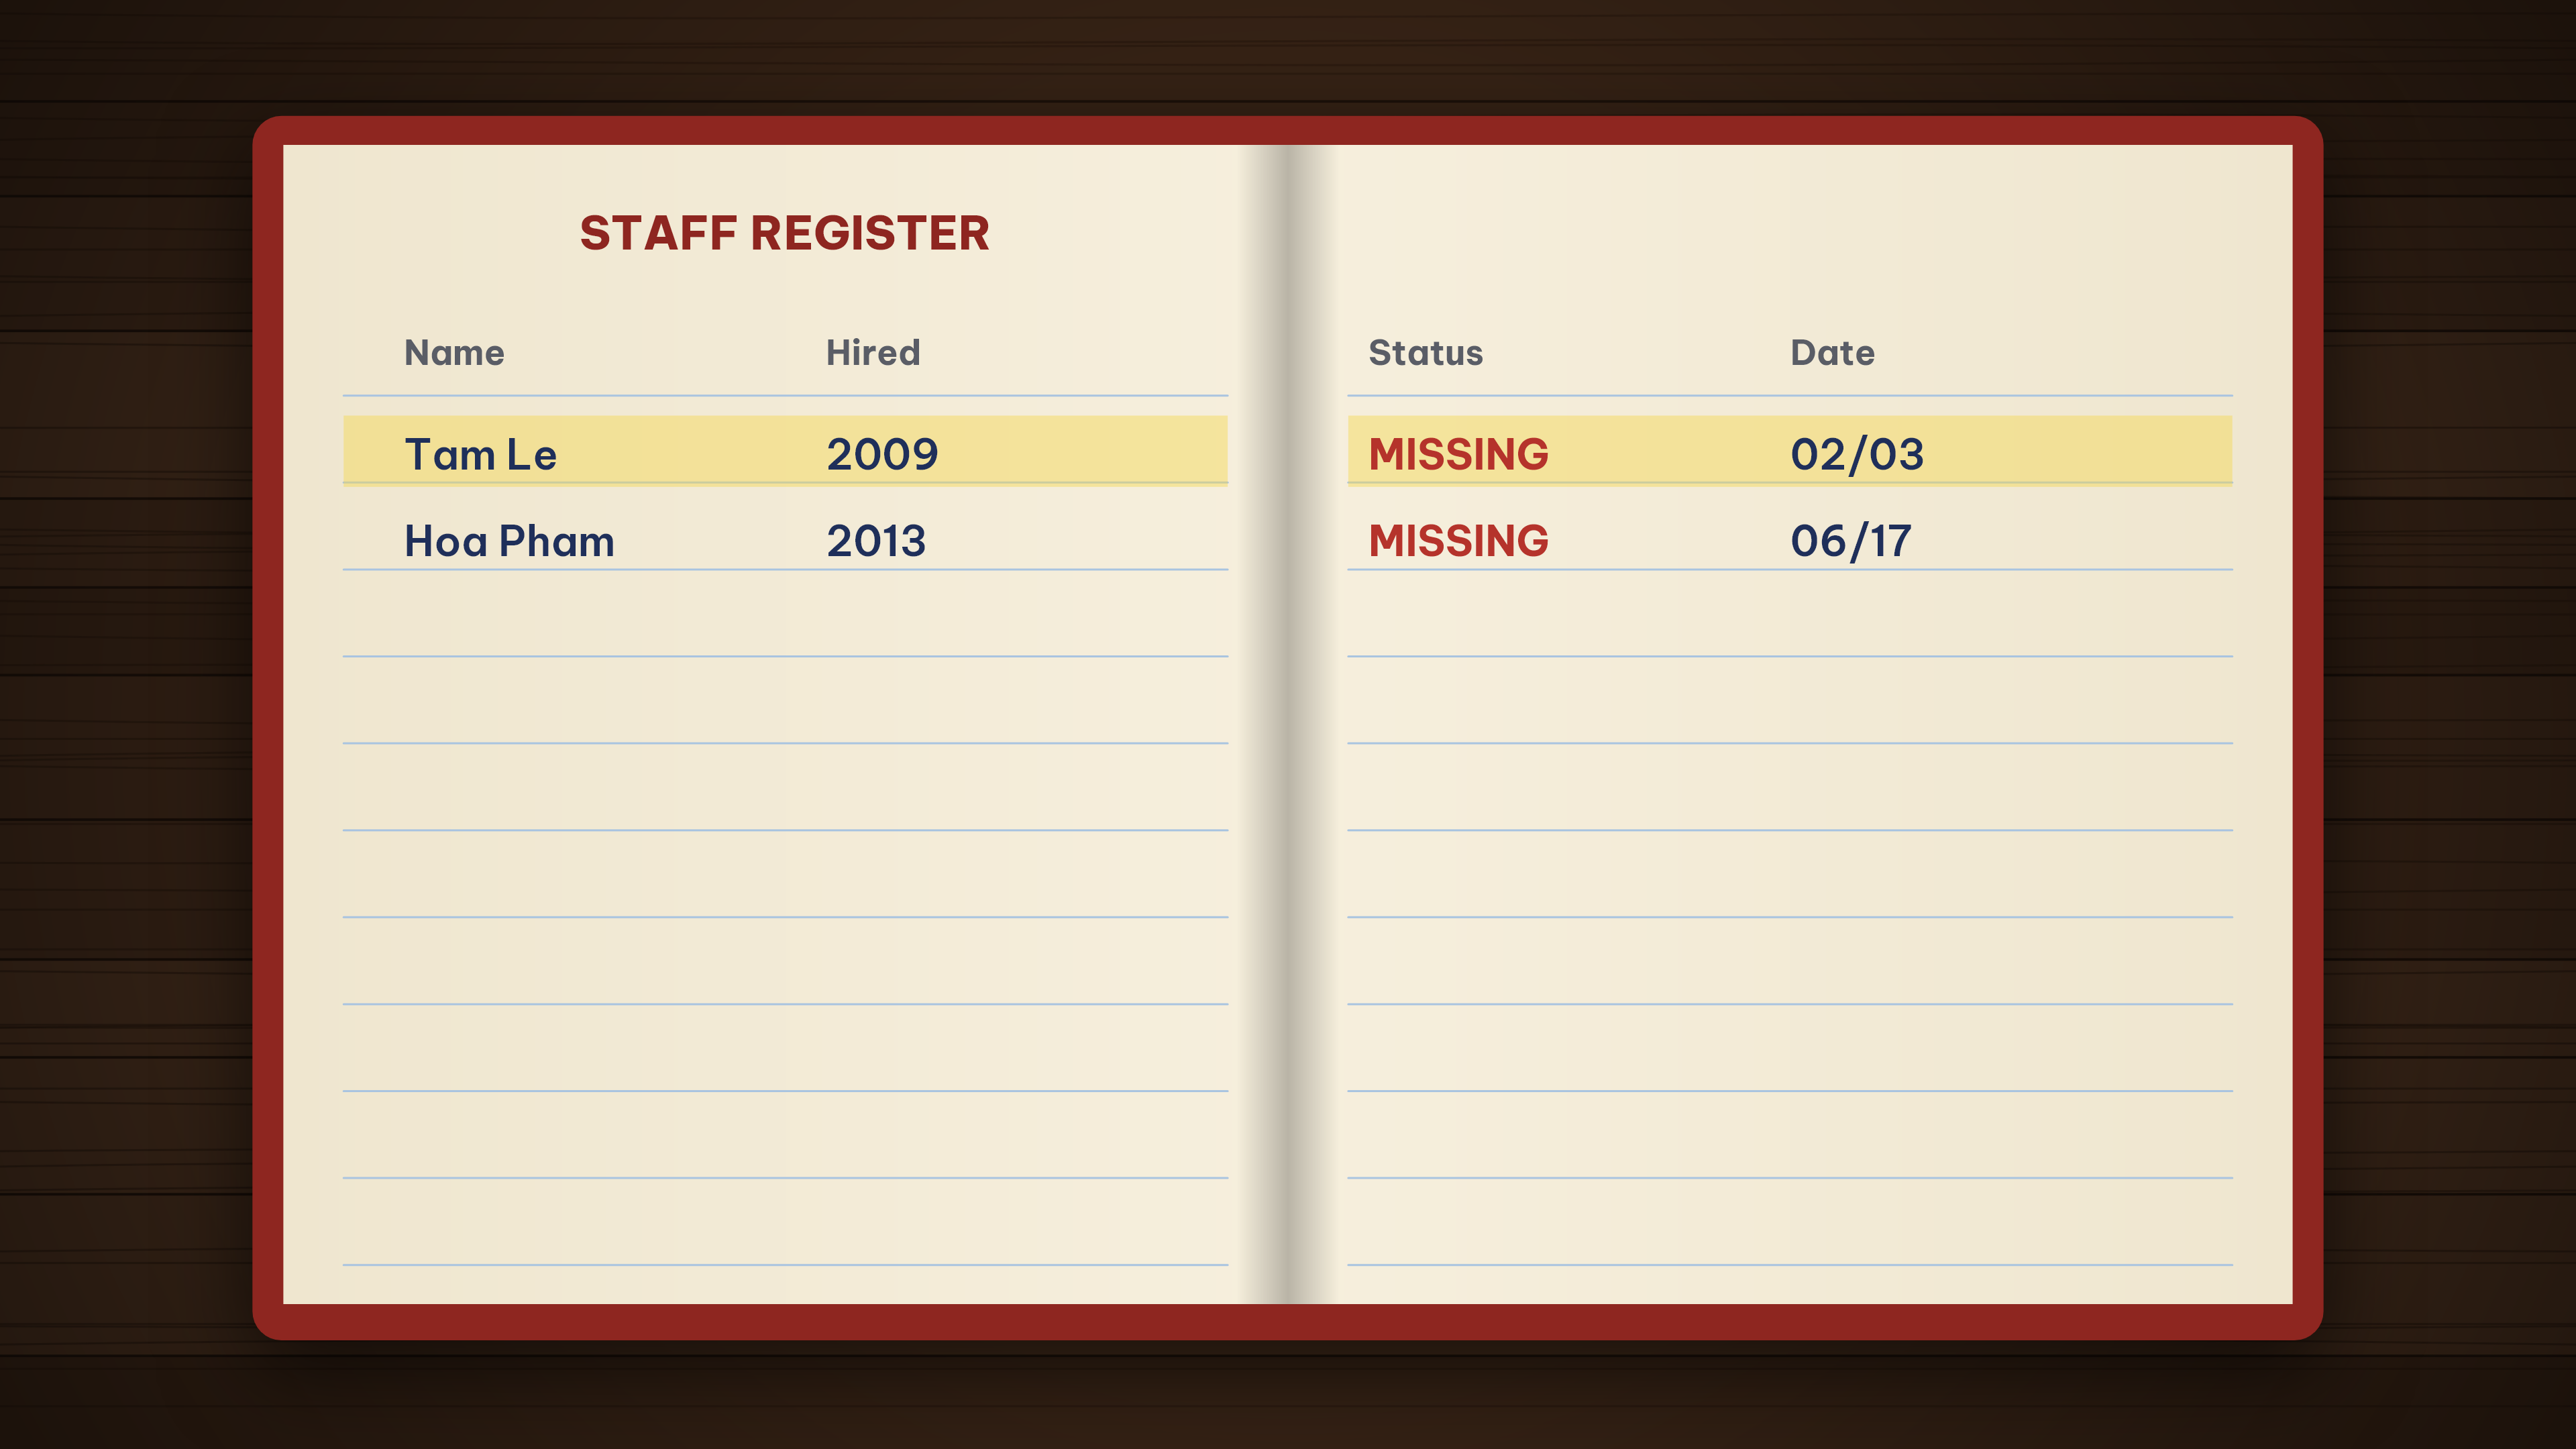 STAFF REGISTER
Name Hired Status Date
Tam Le 2009 MISSING 02/03
Hoa Pham 2013 MISSING 06/17